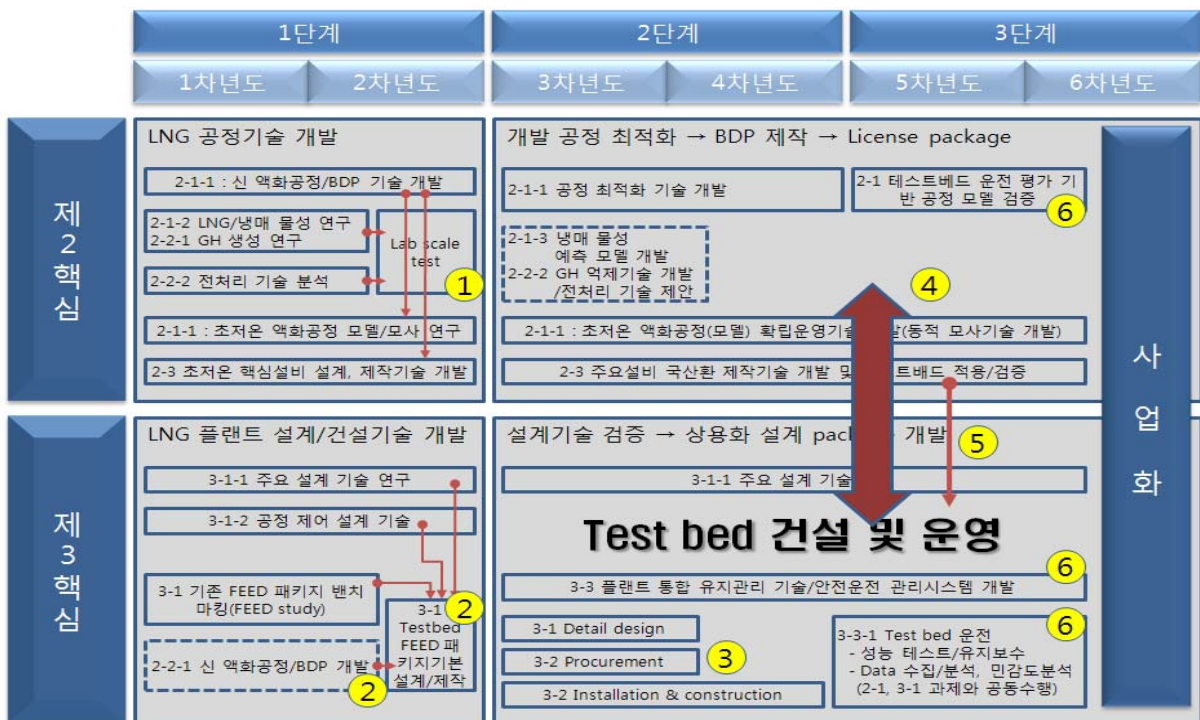 1단계
2단계
3단계
1차년도
2차년도
3차년도
4차년도
5차년도
6차년도
제
2
핵
심
LNG 공정기술 개발
2-1-1 : 신 액화공정/BDP 기술 개발
2-1-2 LNG/냉매 물성 연구
2-2-1 GH 생성 연구
Lab scale
test
2-2-2 전처리 기술 분석
1
2-1-1 : 초저온 액화공정 모델/모사 연구
2-3 초저온 핵심설비 설계, 제작기술 개발
개발 공정 최적화 → BDP 제작 → License package
2-1-1 공정 최적화 기술 개발
2-1 테스트베드 운전 평가 기
반 공정 모델 검증
6
2-1-3 냉매 물성
예측 모델 개발
2-2-2 GH 억제기술 개발
/전처리 기술 제안
4
2-1-1 : 초저온 액화공정(모델) 확립운영기술 발(동적 모사기술 개발)
2-3 주요설비 국산환 제작기술 개발 및 트배드 적용/검증
사
업
화
제
3
핵
심
LNG 플랜트 설계/건설기술 개발
3-1-1 주요 설계 기술 연구
3-1-2 공정 제어 설계 기술
3-1 기존 FEED 패키지 벤치
마킹(FEED study)
2-2-1 신 액화공정/BDP 개발
2
3-1
Testbed
FEED 패
키지기본
설계/제작
2
설계기술 검증 → 상용화 설계 pac 개발
5
3-1-1 주요 설계 기술
Test bed 건설 및 운영
3-3 플랜트 통합 유지관리 기술/안전운전 관리시스템 개발
6
3-1 Detail design
3-2 Procurement
3
3-2 Installation & construction
3-3-1 Test bed 운전
- 성능 테스트/유지보수
- Data 수집/분석, 민감도분석
(2-1, 3-1 과제와 공동수행)
6